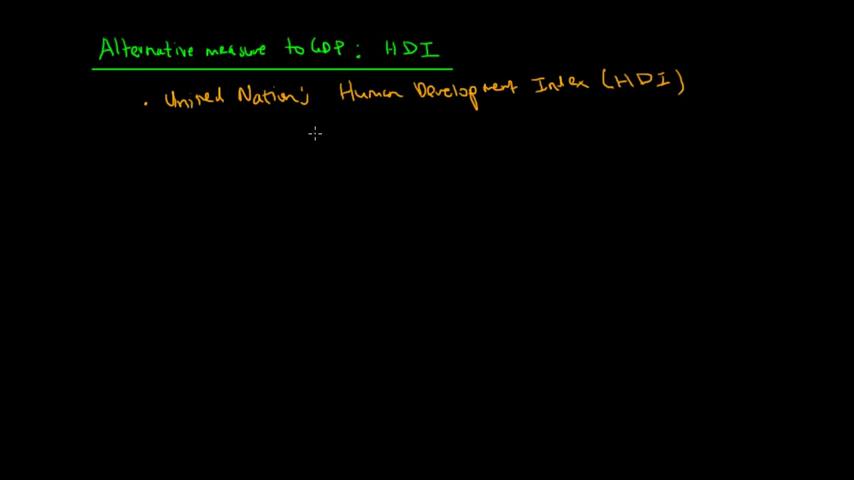 Alternative measure to GDP: HDI
• United Nation's Human Development Index (HDI)